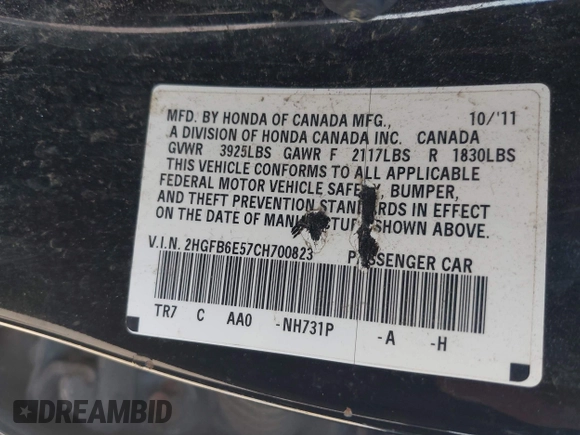 MFD. BY HONDA OF CANADA MFG., 10/'11
A DIVISION OF HONDA CANADA INC. CANADA
GVWR 3925LBS GAWR F 2117LBS R 1830LBS
THIS VEHICLE CONFORMS TO ALL APPLICABLE
FEDERAL MOTOR VEHICLE SAFETY, BUMPER,
AND THEFT PREVENTION STANDARDS IN EFFECT
ON THE DATE OF MANUFACTURE SHOWN ABOVE.
V.I.N. 2HGFB6E57CH700823 PASSENGER CAR
TR7 C AA0 -NH731P -A -H
DREAMBID